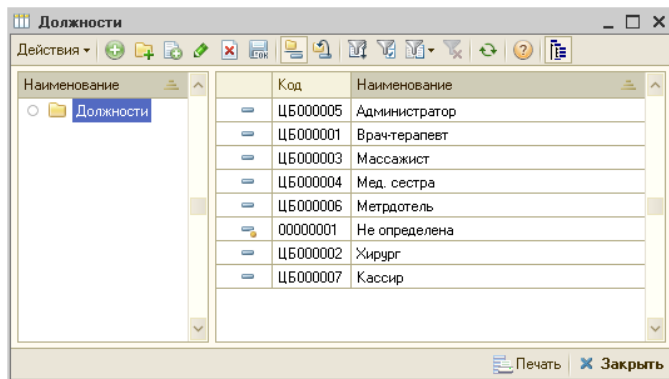 Должности
Действия
Наименование
Должности
Код Наименование
ЦБ000005 Администратор
ЦБ000001 Врач-терапевт
ЦБ000003 Массажист
ЦБ000004 Мед. сестра
ЦБ000006 Метрдотель
00000001 Не определена
ЦБ000002 Хирург
ЦБ000007 Кассир
Печать Закрыть